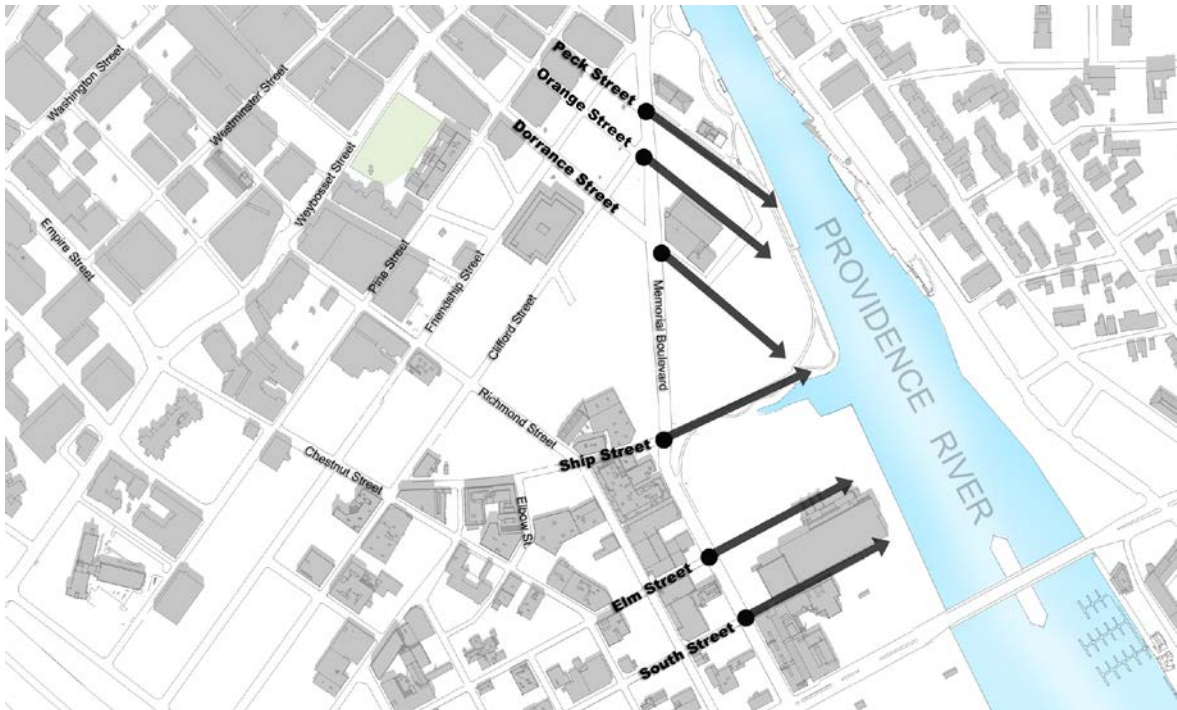 Peck Street
Orange Street
Dorrance Street
Washington Street
Westminster Street
Weybosset Street
Empire Street
Pine Street
Friendship Street
Clifford Street
Memorial Boulevard
PROVIDENCE RIVER
Richmond Street
Ship Street
Chestnut Street
Elbow St.
Elm Street
South Street